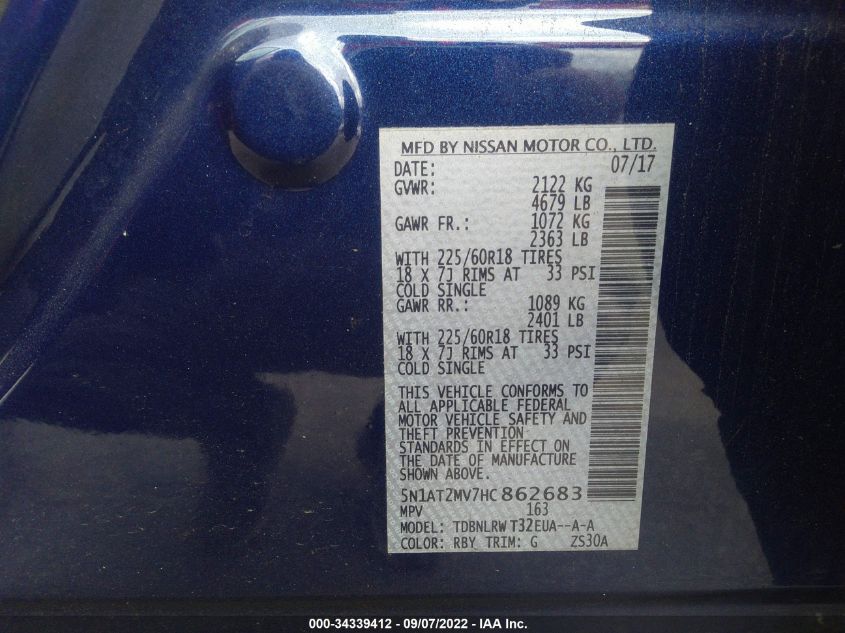 MFD BY NISSAN MOTOR CO., LTD.
DATE: 07/17
GVWR: 2122 KG
4679 LB
GAWR FR.: 1072 KG
2363 LB
WITH 225/60R18 TIRES
18 X 7J RIMS AT 33 PSI
COLD SINGLE
GAWR RR.: 1089 KG
2401 LB
WITH 225/60R18 TIRES
18 X 7J RIMS AT 33 PSI
COLD SINGLE
THIS VEHICLE CONFORMS TO
ALL APPLICABLE FEDERAL
MOTOR VEHICLE SAFETY AND
THEFT PREVENTION
STANDARDS IN EFFECT ON
THE DATE OF MANUFACTURE
SHOWN ABOVE.
5N1AT2MV7HC862683
MPV 163
MODEL: TDBNLRW T32EUA--A-A
COLOR: RBY TRIM: G ZS30A
000-34339412 - 09/07/2022 - IAA Inc.